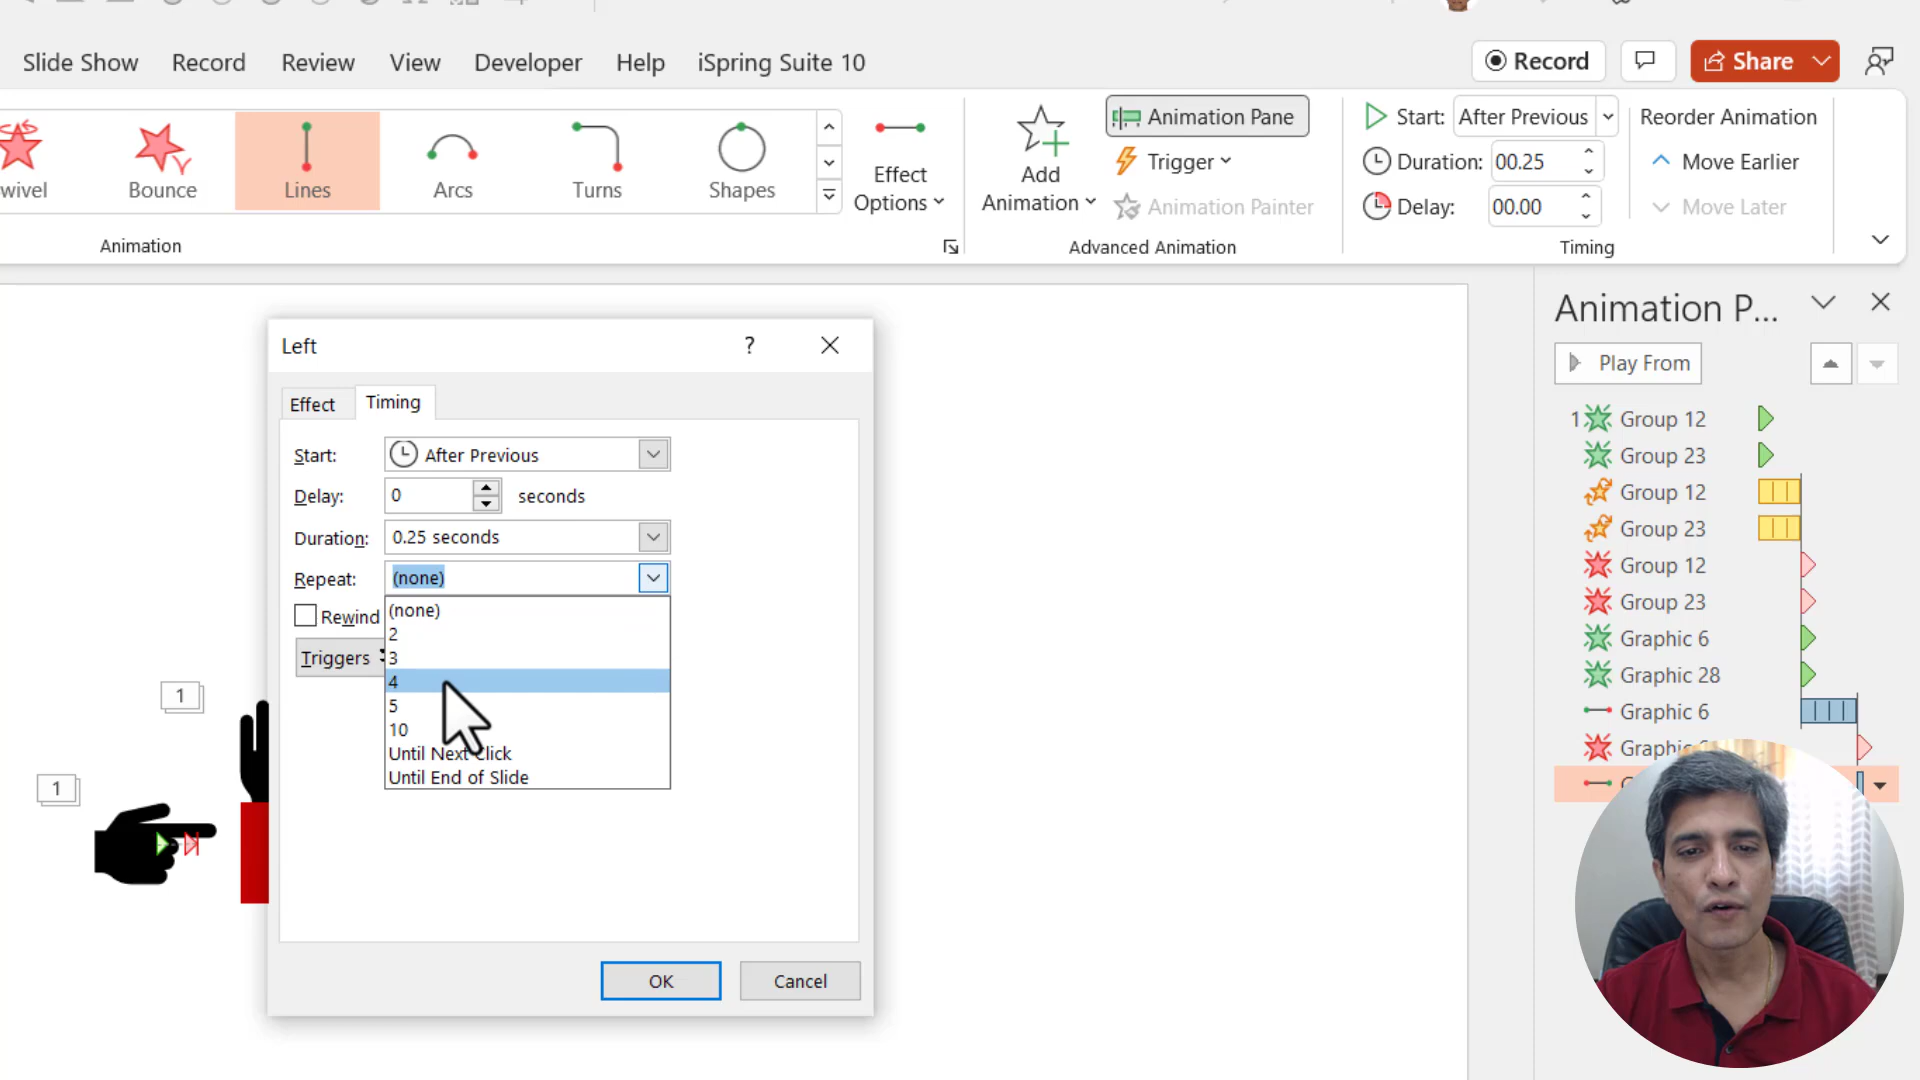 Slide Show Record Review View Developer Help iSpring Suite 10 Record Share
wivel Bounce Lines Arcs Turns Shapes
Effect
Options
Animation
Add
Animation
Animation Pane
Trigger
Animation Painter
Advanced Animation
Start: After Previous
Duration: 00.25
Delay: 00.00
Timing
Reorder Animation
Move Earlier
Move Later
Left ?
Effect Timing
Start: After Previous
Delay: 0 seconds
Duration: 0.25 seconds
Repeat: (none)
(none)
Rewind
2
Triggers
3
4
5
10
Until Next Click
Until End of Slide
OK Cancel
1
1
Animation P...
Play From
1 Group 12
Group 23
Group 12
Group 23
Group 12
Group 23
Graphic 6
Graphic 28
Graphic 6